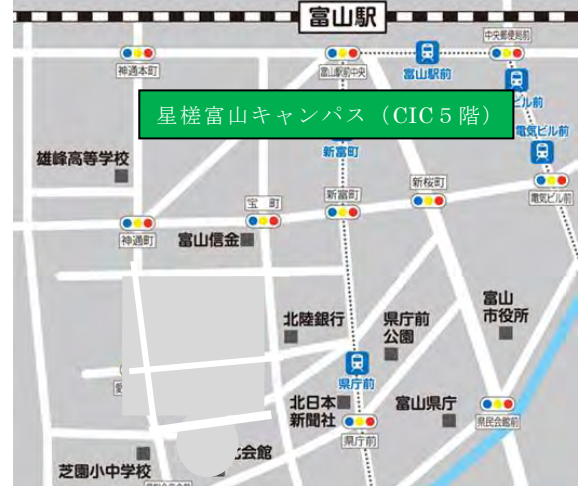 富山駅
中央郵便局前
神通本町
富山駅前中央
富山駅前
星槎富山キャンパス（CIC５階）
ビル前
新富町
電気ビル前
雄峰高等学校
新桜町
新富町
宝町
電気ビル前
神通町
富山信金
富山
市役所
北陸銀行
県庁前
公園
県庁前
北日本
新聞社
富山県庁
県民会館前
県庁前
会館
芝園小中学校